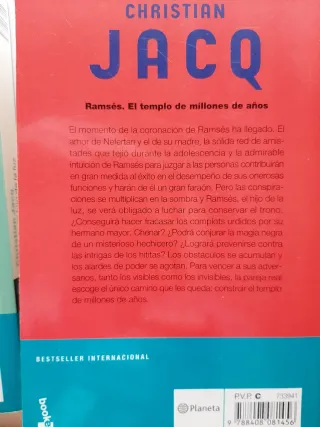 CHRISTIAN
JACQ
Ramsés. El templo de millones de años
El momento de la coronación de Ramsés ha llegado. El
amor de Nefertari y el de su madre, la sólida red de amis-
tades que tejió durante la adolescencia y la admirable
intuición de Ramsés para juzgar a las personas contribuirán
en gran medida al éxito en el desempeño de sus onerosas
funciones y harán de él un gran faraón. Pero las conspiracio-
nes se multiplican en la sombra y Ramsés, el hijo de la
luz, se verá obligado a luchar para conservar el trono.
¿Conseguirá hacer fracasar los complots urdidos por su
hermano mayor, Chenar? ¿Podrá conjurar la magia negra
de un misterioso hechicero? ¿Logrará prevenirse contra
las intrigas de los hititas? Los obstáculos se acumulan y
los alardes de poder se agotan. Para vencer a sus adver-
sarios, tanto los visibles como los invisibles, la pareja real
escoge el único camino que les queda: construir el templo
de millones de años.
BESTSELLER INTERNACIONAL
Planeta
P.V.P. C
9 788408 081456
book